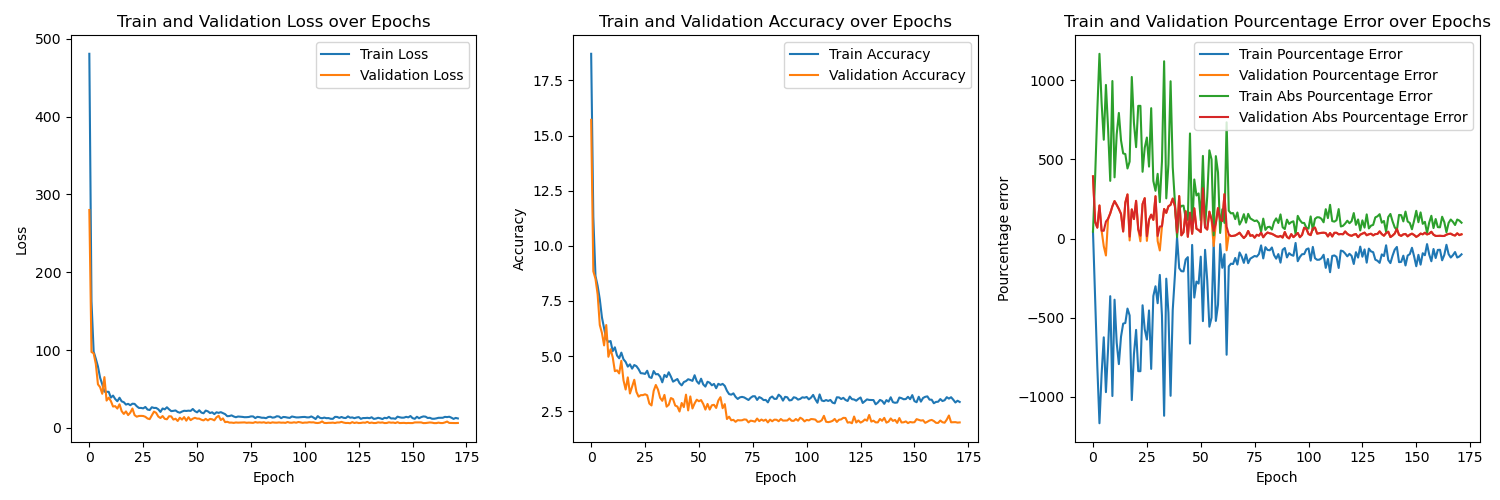 Train and Validation Loss over Epochs
Loss
500
400
300
200
100
0
Train Loss
Validation Loss
0 25 50 75 100 125 150 175
Epoch
Train and Validation Accuracy over Epochs
Accuracy
17.5
15.0
12.5
10.0
7.5
5.0
2.5
Train Accuracy
Validation Accuracy
0 25 50 75 100 125 150 175
Epoch
Train and Validation Pourcentage Error over Epochs
Pourcentage error
1000
500
0
−500
−1000
Train Pourcentage Error
Validation Pourcentage Error
Train Abs Pourcentage Error
Validation Abs Pourcentage Error
0 25 50 75 100 125 150 175
Epoch